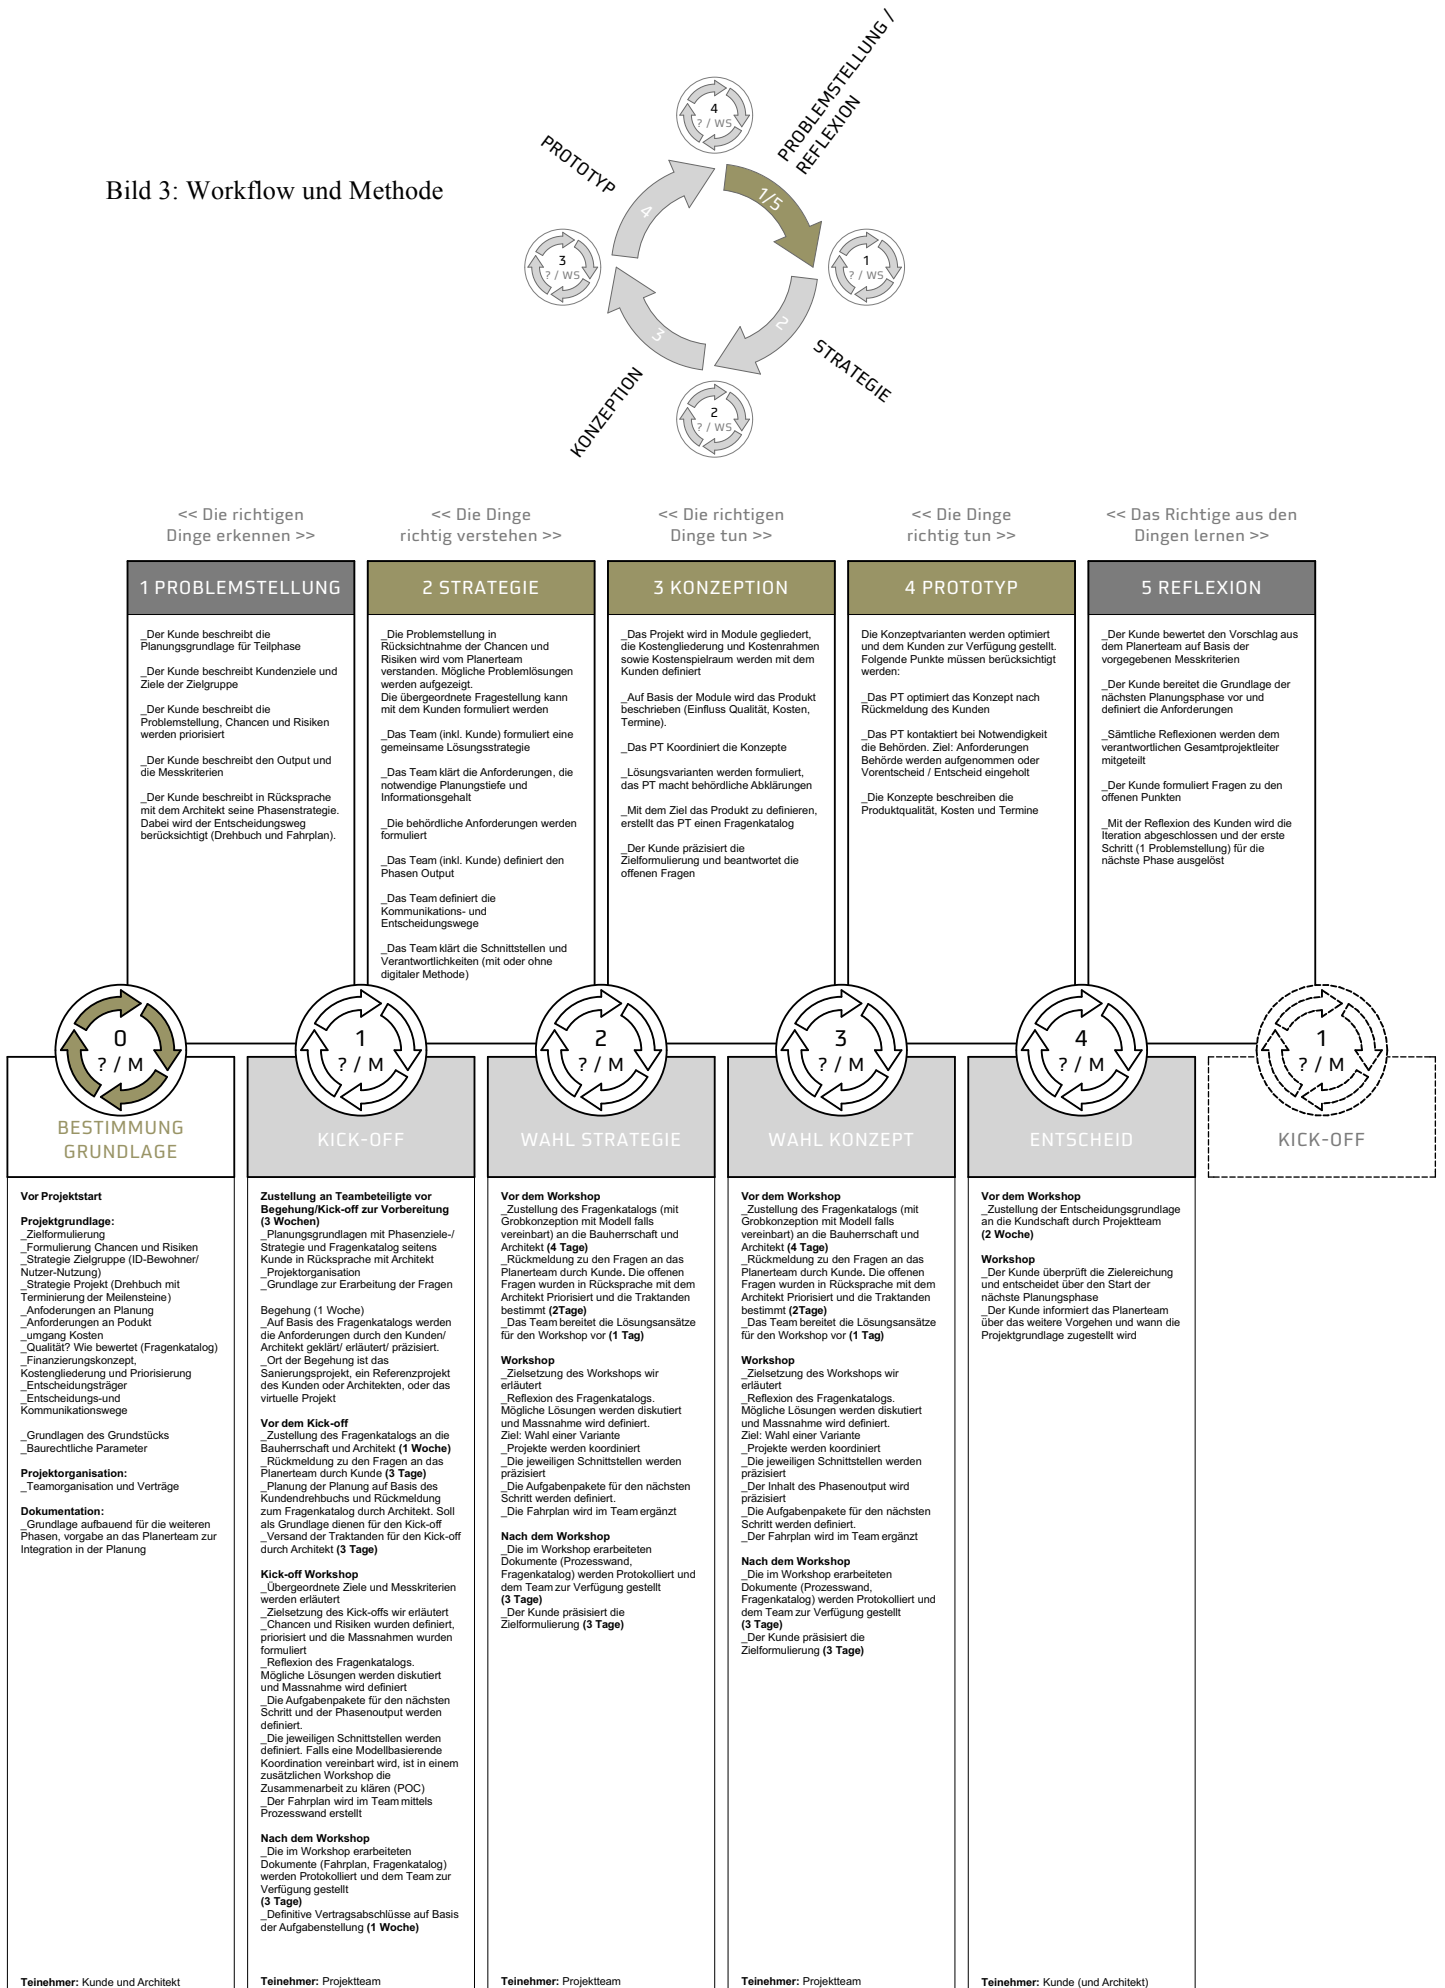 Bild 3: Workflow und Methode
PROBLEMSTELLUNG /
REFLEXION
PROTOTYP
STRATEGIE
KONZEPTION
1/5
2
3
4
4
? / WS
1
? / WS
2
? / WS
3
? / WS
<< Die richtigen
Dinge erkennen >>
<< Die Dinge
richtig verstehen >>
<< Die richtigen
Dinge tun >>
<< Die Dinge
richtig tun >>
<< Das Richtige aus den
Dingen lernen >>
1 PROBLEMSTELLUNG
_Der Kunde beschreibt die
Planungsgrundlage für Teilphase
_Der Kunde beschreibt Kundenziele und
Ziele der Zielgruppe
_Der Kunde beschreibt die
Problemstellung, Chancen und Risiken
werden priorisiert
_Der Kunde beschreibt den Output und
die Messkriterien
_Der Kunde beschreibt in Rücksprache
mit dem Architekt seine Phasenstrategie.
Dabei wird der Entscheidungsweg
berücksichtigt (Drehbuch und Fahrplan).
2 STRATEGIE
_Die Problemstellung in
Rücksichtnahme der Chancen und
Risiken wird vom Planerteam
verstanden. Mögliche Problemlösungen
werden aufgezeigt.
Die übergeordnete Fragestellung kann
mit dem Kunden formuliert werden
_Das Team (inkl. Kunde) formuliert eine
gemeinsame Lösungsstrategie
_Das Team klärt die Anforderungen, die
notwendige Planungstiefe und
Informationsgehalt
_Die behördliche Anforderungen werden
formuliert
_Das Team (inkl. Kunde) definiert den
Phasen Output
_Das Team definiert die
Kommunikations- und
Entscheidungswege
_Das Team klärt die Schnittstellen und
Verantwortlichkeiten (mit oder ohne
digitaler Methode)
3 KONZEPTION
_Das Projekt wird in Module gegliedert,
die Kostengliederung und Kostenrahmen
sowie Kostenspielraum werden mit dem
Kunden definiert
_Auf Basis der Module wird das Produkt
beschrieben (Einfluss Qualität, Kosten,
Termine).
_Das PT Koordiniert die Konzepte
_Lösungsvarianten werden formuliert,
das PT macht behördliche Abklärungen
_Mit dem Ziel das Produkt zu definieren,
erstellt das PT einen Fragenkatalog
_Der Kunde präzisiert die
Zielformulierung und beantwortet die
offenen Fragen
4 PROTOTYP
Die Konzeptvarianten werden optimiert
und dem Kunden zur Verfügung gestellt.
Folgende Punkte müssen berücksichtigt
werden:
_Das PT optimiert das Konzept nach
Rückmeldung des Kunden
_Das PT kontaktiert bei Notwendigkeit
die Behörden. Ziel: Anforderungen
Behörde werden aufgenommen oder
Vorentscheid / Entscheid eingeholt
_Die Konzepte beschreiben die
Produktqualität, Kosten und Termine
5 REFLEXION
_Der Kunde bewertet den Vorschlag aus
dem Planerteam auf Basis der
vorgegebenen Messkriterien
_Der Kunde bereitet die Grundlage der
nächsten Planungsphase vor und
definiert die Anforderungen
_Sämtliche Reflexionen werden dem
verantwortlichen Gesamtprojektleiter
mitgeteilt
_Der Kunde formuliert Fragen zu den
offenen Punkten
_Mit der Reflexion des Kunden wird die
Iteration abgeschlossen und der erste
Schritt (1 Problemstellung) für die
nächste Phase ausgelöst
0
? / M
BESTIMMUNG
GRUNDLAGE
Vor Projektstart
Projektgrundlage:
_Zielformulierung
_Formulierung Chancen und Risiken
_Strategie Zielgruppe (ID-Bewohner/
Nutzer-Nutzung)
_Strategie Projekt (Drehbuch mit
Terminierung der Meilensteine)
_Anfoderungen an Planung
_Anforderungen an Podukt
_umgang Kosten
_Qualität? Wie bewertet (Fragenkatalog)
_Finanzierungskonzept,
Kostengliederung und Priorisierung
_Entscheidungsträger
_Entscheidungs-und
Kommunikationswege
_Grundlagen des Grundstücks
_Baurechtliche Parameter
Projektorganisation:
_Teamorganisation und Verträge
Dokumentation:
_Grundlage aufbauend für die weiteren
Phasen, vorgabe an das Planerteam zur
Integration in der Planung
Teinehmer: Kunde und Architekt
1
? / M
KICK-OFF
Zustellung an Teambeteiligte vor
Begehung/Kick-off zur Vorbereitung
(3 Wochen)
_Planungsgrundlagen mit Phasenziele-/
Strategie und Fragenkatalog seitens
Kunde in Rücksprache mit Architekt
_Projektorganisation
_Grundlage zur Erarbeitung der Fragen
Begehung (1 Woche)
_Auf Basis des Fragenkatalogs werden
die Anforderungen durch den Kunden/
Architekt geklärt/ erläutert/ präzisiert.
_Ort der Begehung ist das
Sanierungsprojekt, ein Referenzprojekt
des Kunden oder Architekten, oder das
virtuelle Projekt
Vor dem Kick-off
_Zustellung des Fragenkatalogs an die
Bauherrschaft und Architekt (1 Woche)
_Rückmeldung zu den Fragen an das
Planerteam durch Kunde (3 Tage)
_Planung der Planung auf Basis des
Kundendrehbuchs und Rückmeldung
zum Fragenkatalog durch Architekt. Soll
als Grundlage dienen für den Kick-off
_Versand der Traktanden für den Kick-off
durch Architekt (3 Tage)
Kick-off Workshop
_Übergeordnete Ziele und Messkriterien
werden erläutert
_Zielsetzung des Kick-offs wir erläutert
_Chancen und Risiken wurden definiert,
priorisiert und die Massnahmen wurden
formuliert
_Reflexion des Fragenkatalogs.
Mögliche Lösungen werden diskutiert
und Massnahme wird definiert
_Die Aufgabenpakete für den nächsten
Schritt und der Phasenoutput werden
definiert.
_Die jeweiligen Schnittstellen werden
definiert. Falls eine Modellbasierende
Koordination vereinbart wird, ist in einem
zusätzlichen Workshop die
Zusammenarbeit zu klären (POC)
_Der Fahrplan wird im Team mittels
Prozesswand erstellt
Nach dem Workshop
_Die im Workshop erarbeiteten
Dokumente (Fahrplan, Fragenkatalog)
werden Protokolliert und dem Team zur
Verfügung gestellt
(3 Tage)
_Definitive Vertragsabschlüsse auf Basis
der Aufgabenstellung (1 Woche)
Teinehmer: Projektteam
2
? / M
WAHL STRATEGIE
Vor dem Workshop
_Zustellung des Fragenkatalogs (mit
Grobkonzeption mit Modell falls
vereinbart) an die Bauherrschaft und
Architekt (4 Tage)
_Rückmeldung zu den Fragen an das
Planerteam durch Kunde. Die offenen
Fragen wurden in Rücksprache mit dem
Architekt Priorisiert und die Traktanden
bestimmt (2Tage)
_Das Team bereitet die Lösungsansätze
für den Workshop vor (1 Tag)
Workshop
_Zielsetzung des Workshops wir
erläutert
_Reflexion des Fragenkatalogs.
Mögliche Lösungen werden diskutiert
und Massnahme wird definiert.
Ziel: Wahl einer Variante
_Projekte werden koordiniert
_Die jeweiligen Schnittstellen werden
präzisiert
_Die Aufgabenpakete für den nächsten
Schritt werden definiert.
_Die Fahrplan wird im Team ergänzt
Nach dem Workshop
_Die im Workshop erarbeiteten
Dokumente (Prozesswand,
Fragenkatalog) werden Protokolliert und
dem Team zur Verfügung gestellt
(3 Tage)
_Der Kunde präsisiert die
Zielformulierung (3 Tage)
Teinehmer: Projektteam
3
? / M
WAHL KONZEPT
Vor dem Workshop
_Zustellung des Fragenkatalogs (mit
Grobkonzeption mit Modell falls
vereinbart) an die Bauherrschaft und
Architekt (4 Tage)
_Rückmeldung zu den Fragen an das
Planerteam durch Kunde. Die offenen
Fragen wurden in Rücksprache mit dem
Architekt Priorisiert und die Traktanden
bestimmt (2Tage)
_Das Team bereitet die Lösungsansätze
für den Workshop vor (1 Tag)
Workshop
_Zielsetzung des Workshops wir
erläutert
_Reflexion des Fragenkatalogs.
Mögliche Lösungen werden diskutiert
und Massnahme wird definiert.
Ziel: Wahl einer Variante
_Projekte werden koordiniert
_Die jeweiligen Schnittstellen werden
präzisiert
_Der Inhalt des Phasenoutput wird
präzisiert
_Die Aufgabenpakete für den nächsten
Schritt werden definiert.
_Der Fahrplan wird im Team ergänzt
Nach dem Workshop
_Die im Workshop erarbeiteten
Dokumente (Prozesswand,
Fragenkatalog) werden Protokolliert und
dem Team zur Verfügung gestellt
(3 Tage)
_Der Kunde präsisiert die
Zielformulierung (3 Tage)
Teinehmer: Projektteam
4
? / M
ENTSCHEID
Vor dem Workshop
_Zustellung der Entscheidungsgrundlage
an die Kundschaft durch Projektteam
(2 Woche)
Workshop
_Der Kunde überprüft die Zielereichung
und entscheidet über den Start der
nächste Planungsphase
_Der Kunde informiert das Planerteam
über das weitere Vorgehen und wann die
Projektgrundlage zugestellt wird
Teinehmer: Kunde (und Architekt)
1
? / M
KICK-OFF